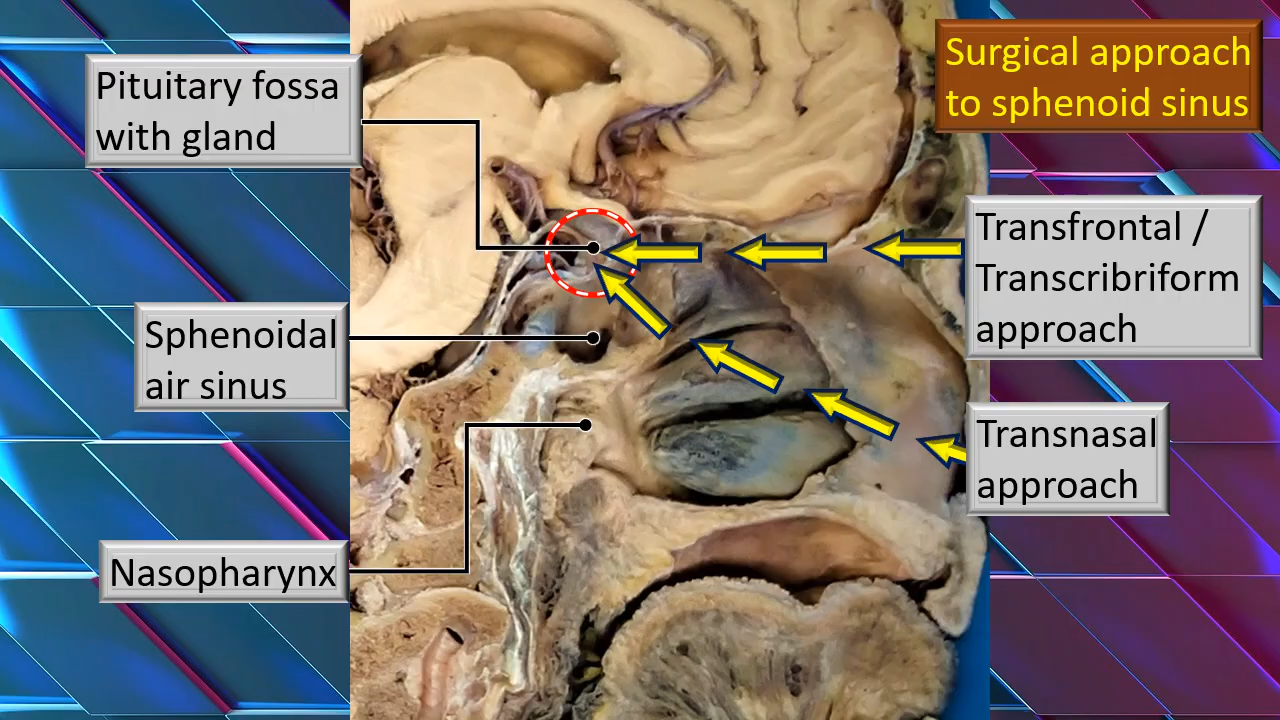 Surgical approach
to sphenoid sinus
Pituitary fossa
with gland
Sphenoidal
air sinus
Nasopharynx
Transfrontal /
Transcribriform
approach
Transnasal
approach